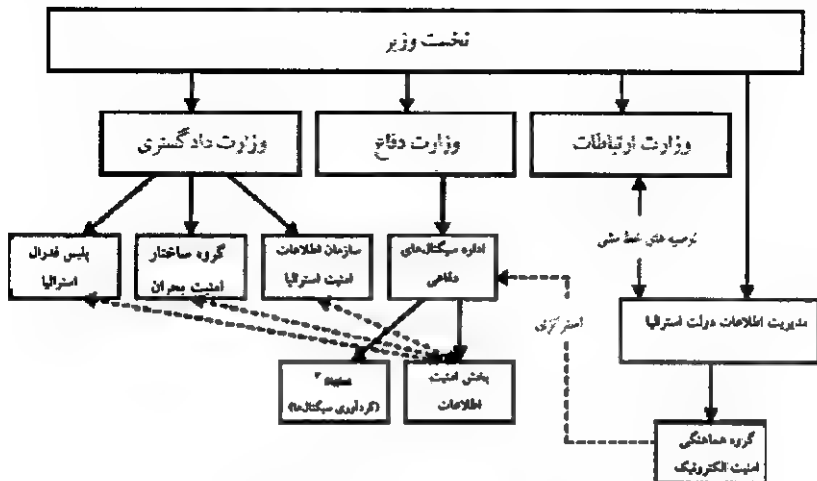 نخست وزیر
وزارت ارتباطات
وزارت دفاع
وزارت دادگستری
توصیه های خط مشی
اداره سیگنال‌های
دفاعی
سازمان اطلاعات
امنیت استرالیا
گروه ساختار
امنیت بحران
پلیس فدرال
استرالیا
مدیریت اطلاعات دولت استرالیا
استراتژی
بخش امنیت
اطلاعات
(گردآوری سیگنال‌ها)
گروه هماهنگی
امنیت الکترونیک